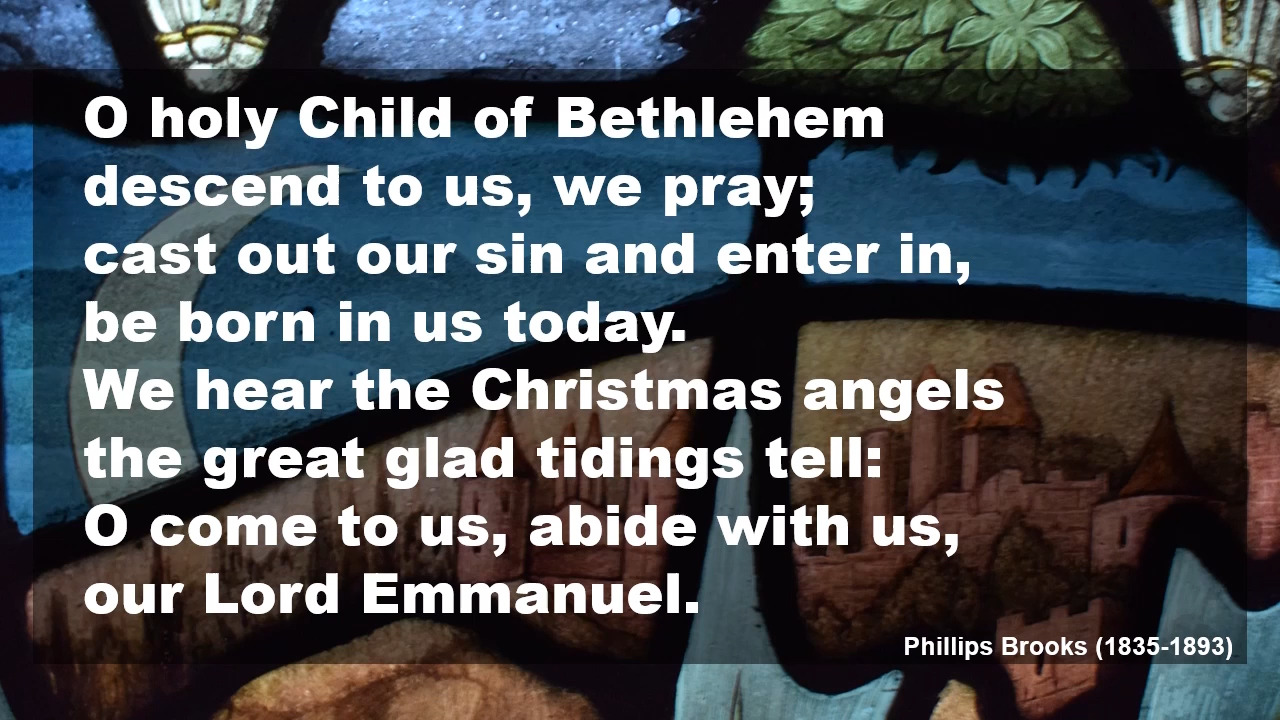 O holy Child of Bethlehem
descend to us, we pray;
cast out our sin and enter in,
be born in us today.
We hear the Christmas angels
the great glad tidings tell:
O come to us, abide with us,
our Lord Emmanuel.
Phillips Brooks (1835-1893)